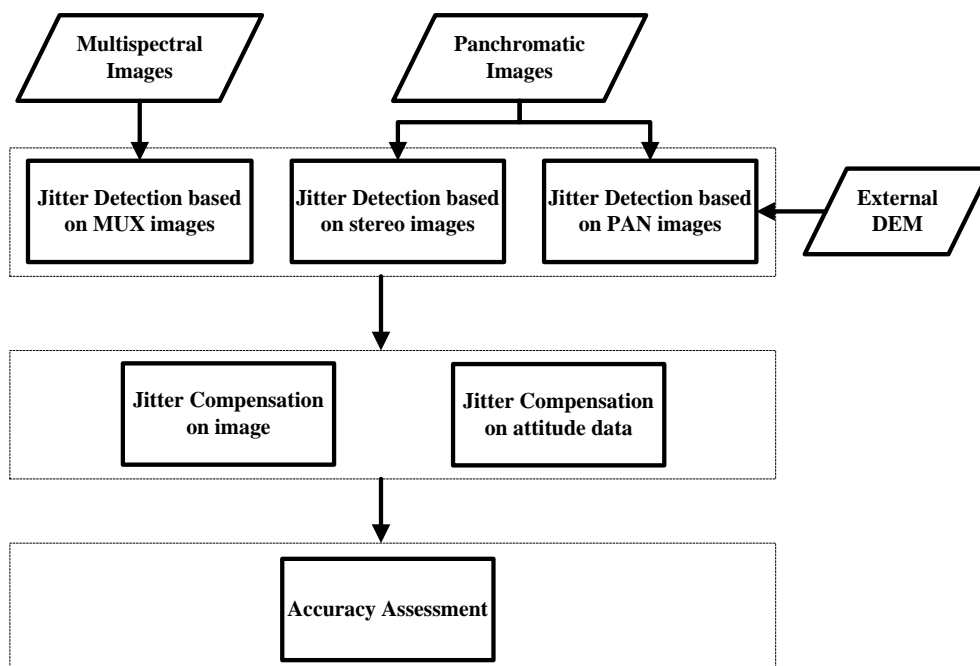 Multispectral
Images
Panchromatic
Images
Jitter Detection based
on MUX images
Jitter Detection based
on stereo images
Jitter Detection based
on PAN images
External
DEM
Jitter Compensation
on image
Jitter Compensation
on attitude data
Accuracy Assessment